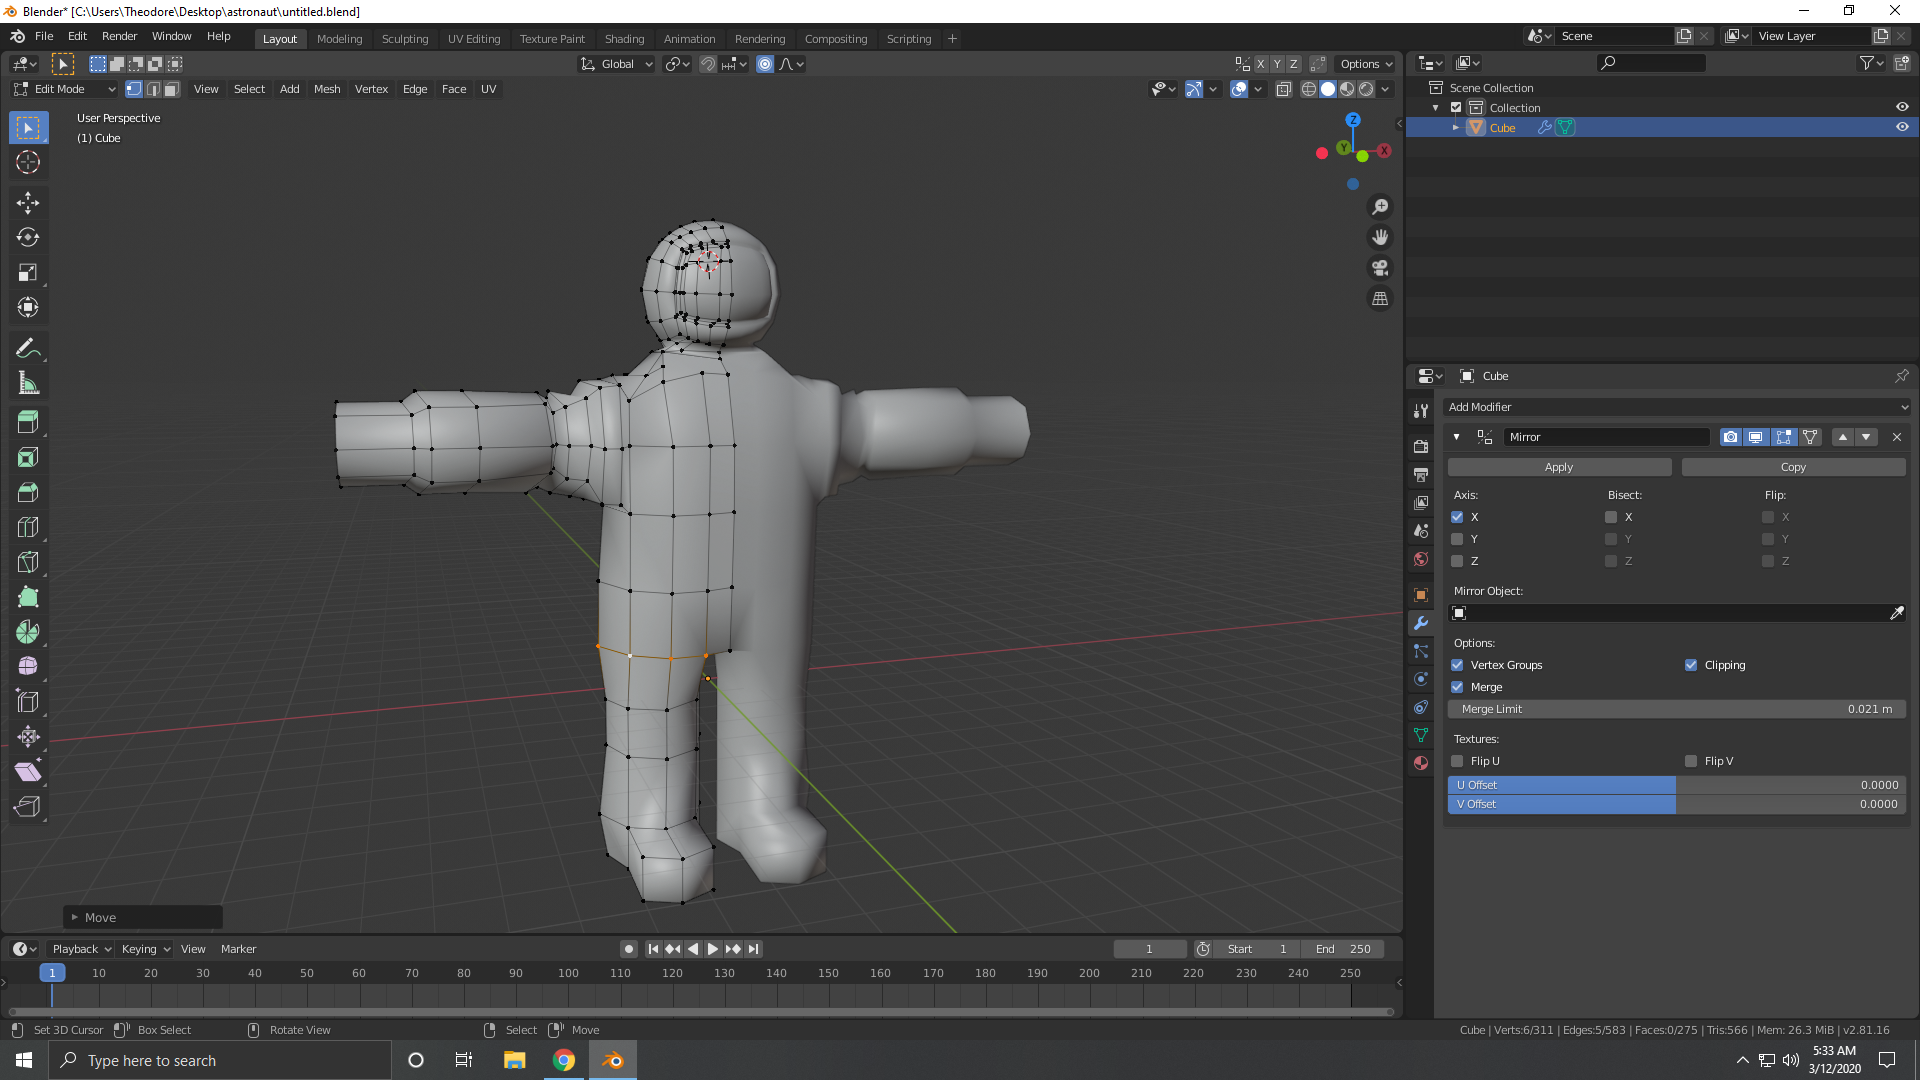 Blender* [C:\Users\Theodore\Desktop\astronaut\untitled.blend]
File Edit Render Window Help Layout Modeling Sculpting UV Editing Texture Paint Shading Animation Rendering Compositing Scripting + Scene View Layer
Global X Y Z Options
Edit Mode View Select Add Mesh Vertex Edge Face UV
User Perspective
(1) Cube
Z
Y X
Scene Collection
Collection
Cube
Cube
Add Modifier
Mirror
Apply Copy
Axis: Bisect: Flip:
X X X
Y Y Y
Z Z Z
Mirror Object:
Options:
Vertex Groups Clipping
Merge
Merge Limit 0.021 m
Textures:
Flip U Flip V
U Offset 0.0000
V Offset 0.0000
Move
Playback Keying View Marker 1 Start 1 End 250
1 10 20 30 40 50 60 70 80 90 100 110 120 130 140 150 160 170 180 190 200 210 220 230 240 250
Set 3D Cursor Box Select Rotate View Select Move Cube | Verts:6/311 | Edges:5/583 | Faces:0/275 | Tris:566 | Mem: 26.3 MiB | v2.81.16
Type here to search
5:33 AM
3/12/2020